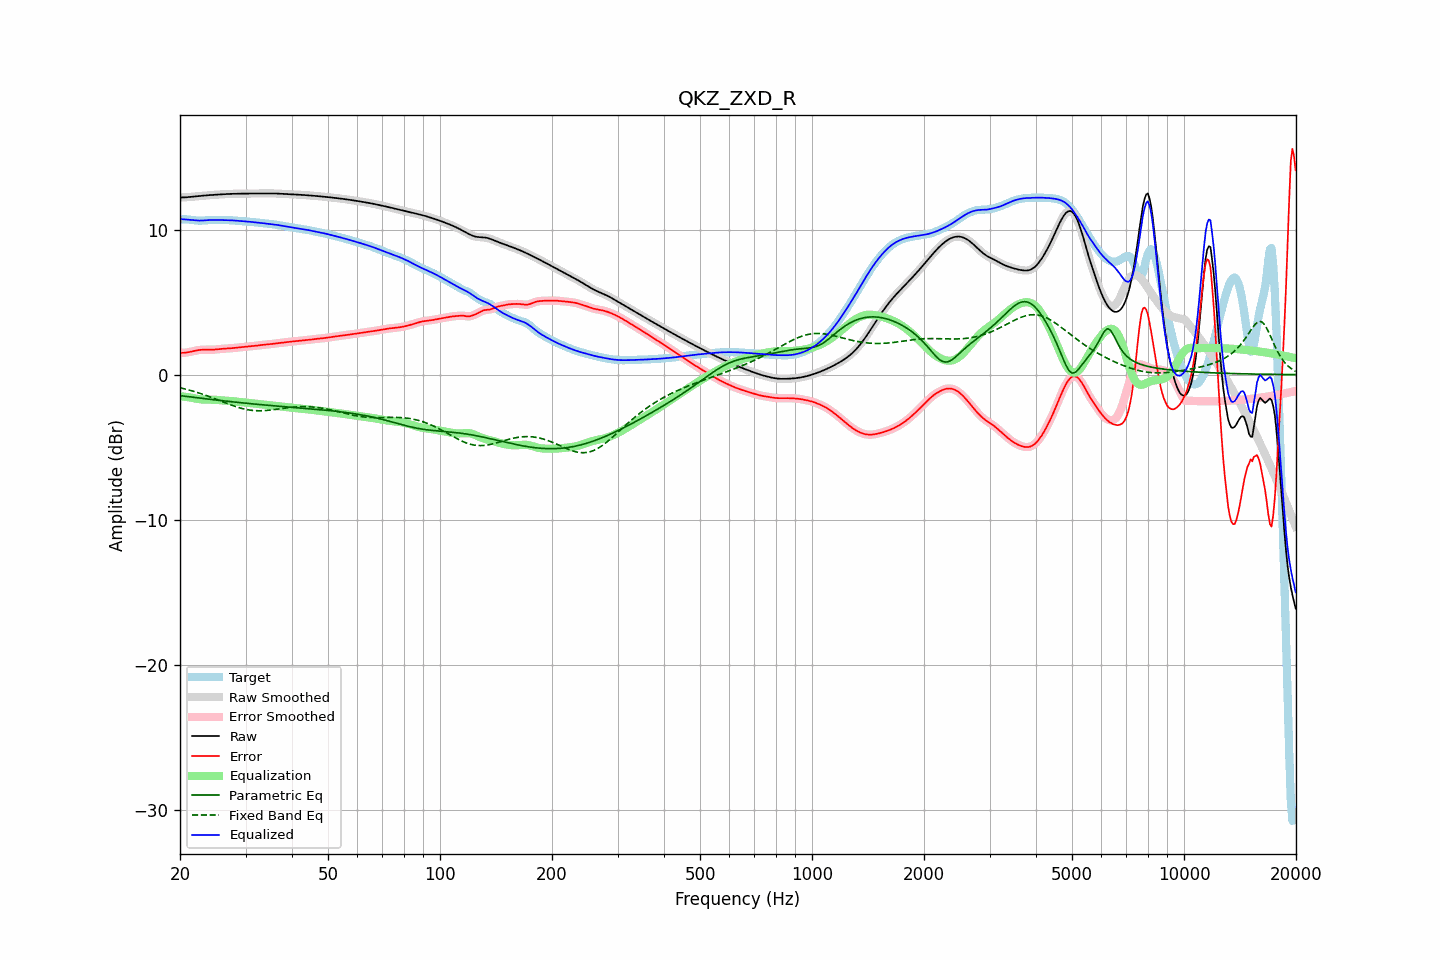 QKZ_ZXD_R
Amplitude (dBr)
10
0
−10
−20
−30
Target
Raw Smoothed
Error Smoothed
Raw
Error
Equalization
Parametric Eq
Fixed Band Eq
Equalized
20 50 100 200 500 1000 2000 5000 10000 20000
Frequency (Hz)